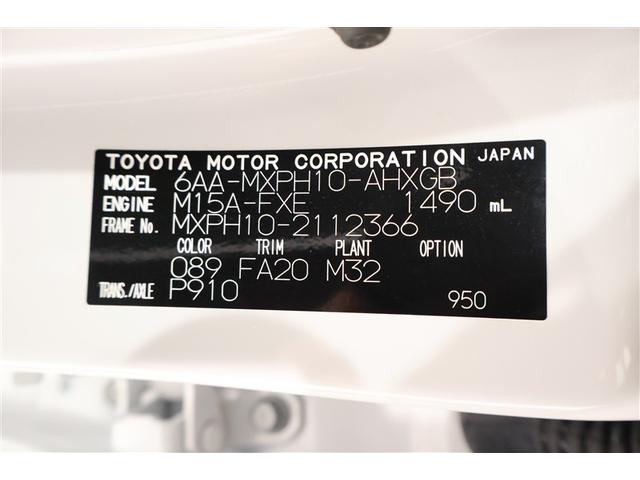 TOYOTA MOTOR CORPORATION JAPAN
MODEL 6AA-MXPH10-AHXGB
ENGINE M15A-FXE 1490 mL
FRAME No. MXPH10-2112366
COLOR TRIM PLANT OPTION
089 FA20 M32
TRANS./AXLE P910 950